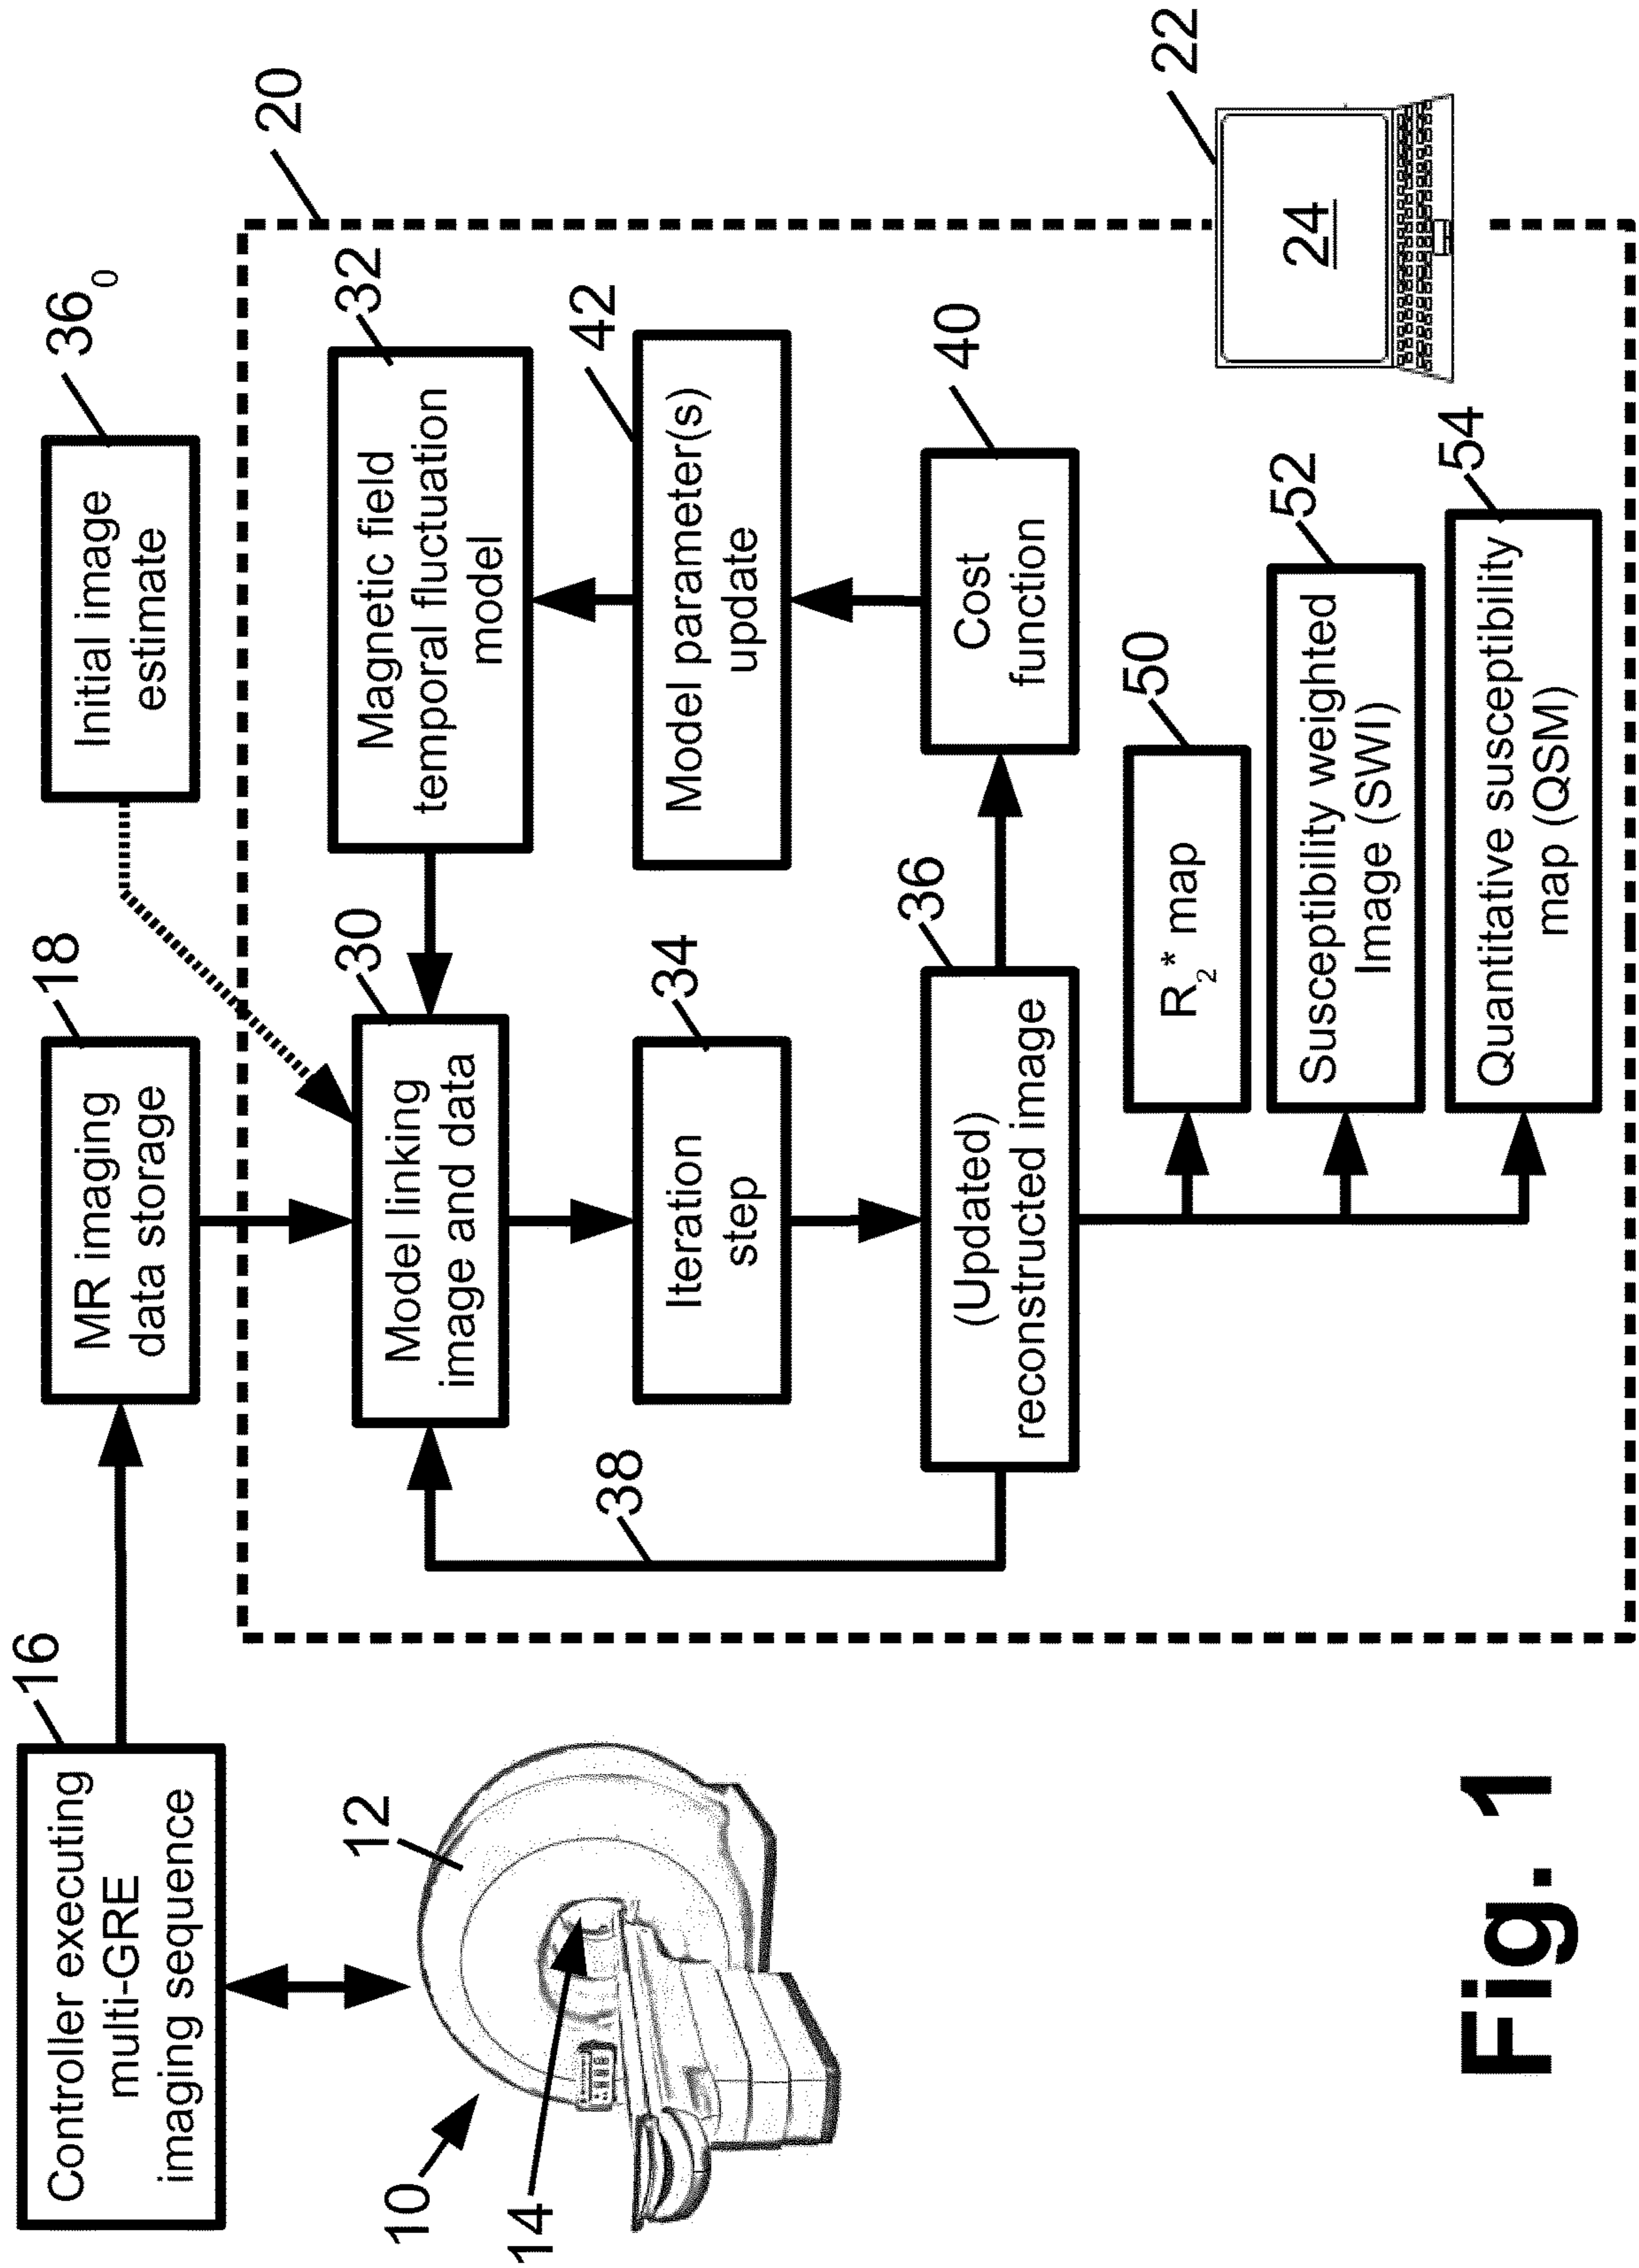 16
Controller executing
multi-GRE
imaging sequence
18
MR imaging
data storage
36₀
Initial image
estimate
20
10
12
14
30
Model linking
image and data
32
Magnetic field
temporal fluctuation
model
38
34
Iteration
step
42
Model parameter(s)
update
36
(Updated)
reconstructed image
40
Cost
function
22
24
50
R₂* map
52
Susceptibility weighted
Image (SWI)
54
Quantitative susceptibility
map (QSM)
Fig. 1